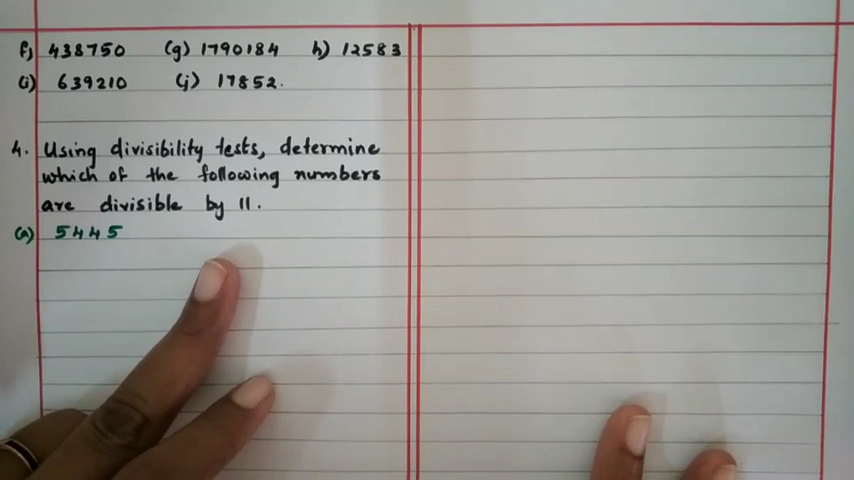 f) 438750 (g) 1790184 h) 12583
(i) 639210 (j) 17852.
4. Using divisibility tests, determine
which of the following numbers
are divisible by 11.
(a) 5445